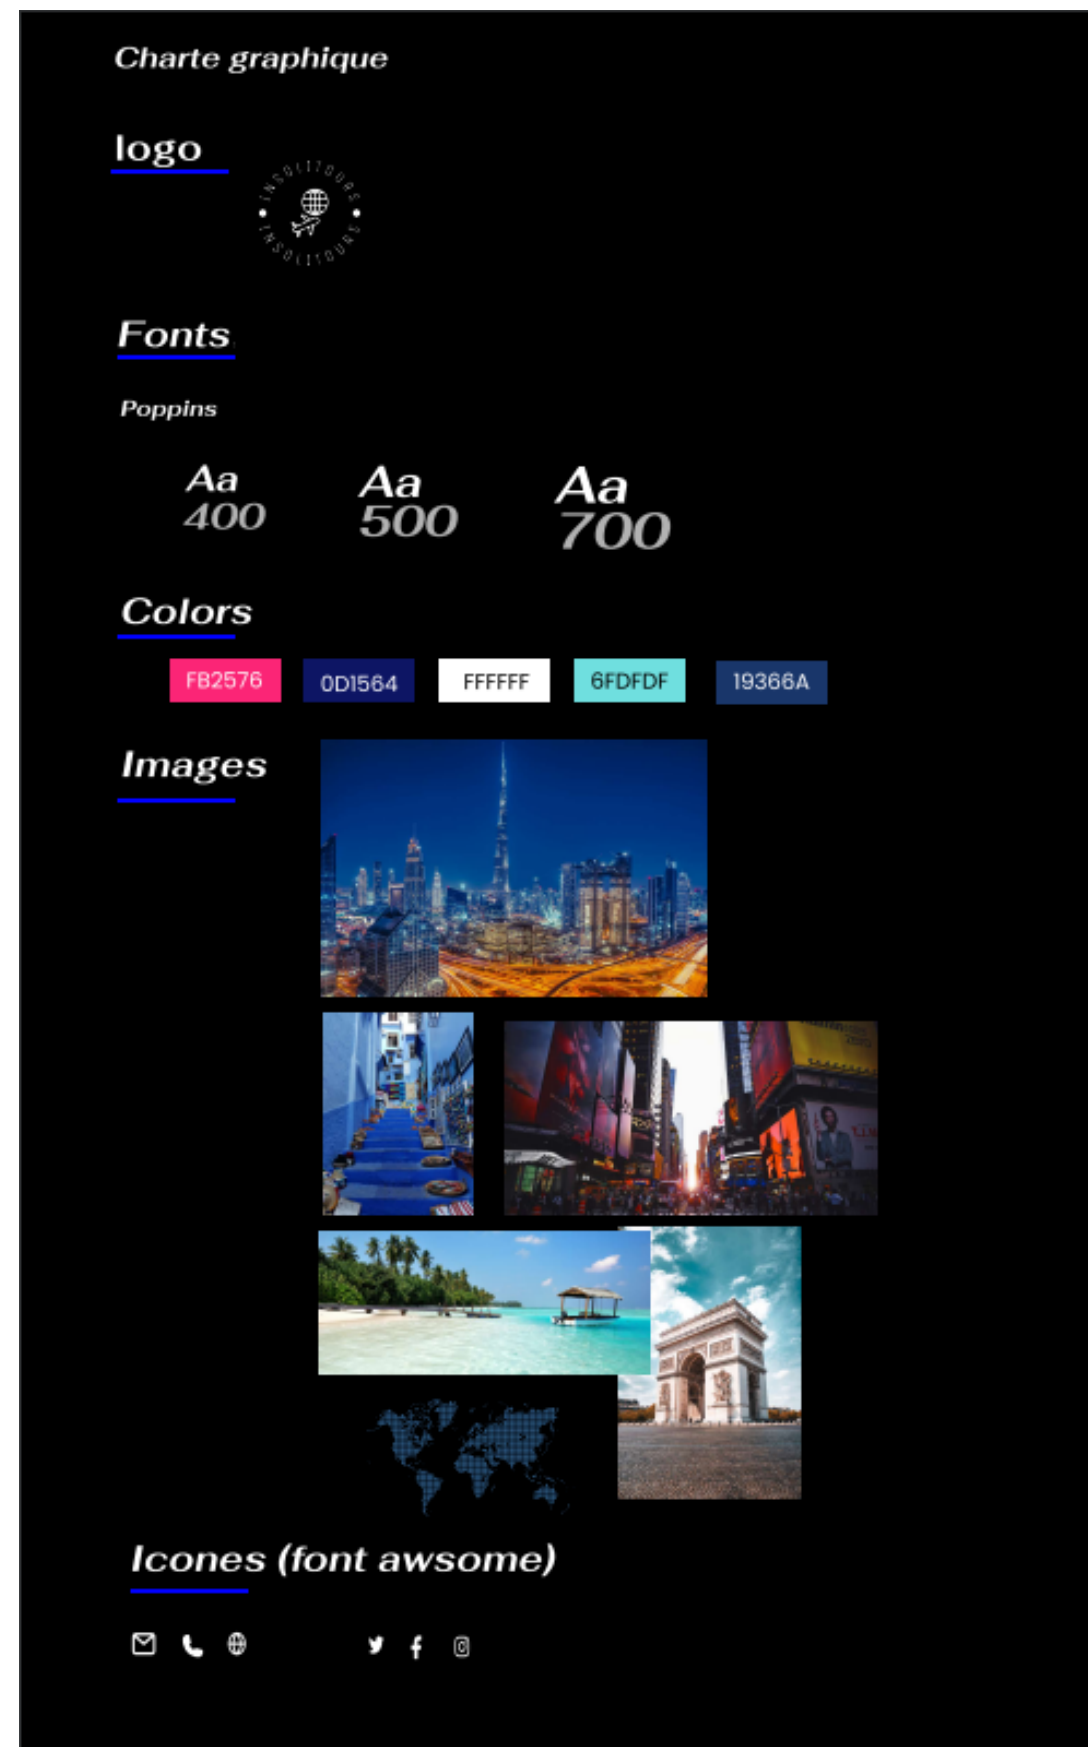 Charte graphique
logo
INSOLITOURS
INSOLITOURS
Fonts
Poppins
Aa Aa Aa
400 500 700
Colors
FB2576 0D1564 FFFFFF 6FDFDF 19366A
Images
Icones (font awsome)